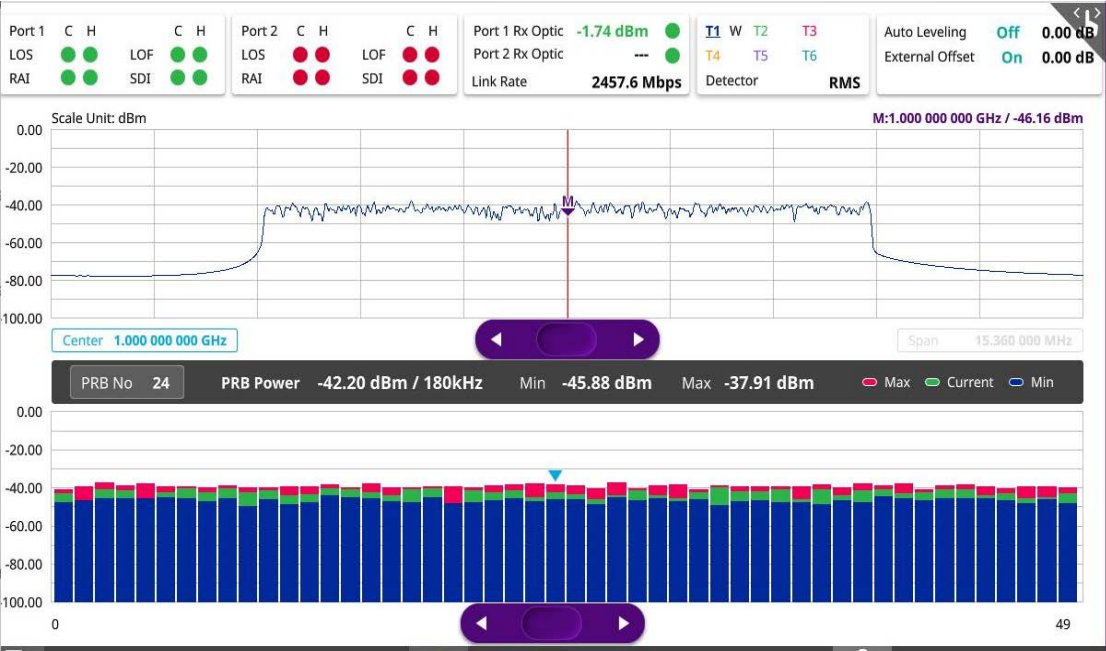 Port 1 C H C H
LOS LOF
RAI SDI
Port 2 C H C H
LOS LOF
RAI SDI
Port 1 Rx Optic -1.74 dBm
Port 2 Rx Optic ---
Link Rate 2457.6 Mbps
T1 W T2 T3
T4 T5 T6
Detector RMS
Auto Leveling Off 0.00 dB
External Offset On 0.00 dB
Scale Unit: dBm M:1.000 000 000 GHz / -46.16 dBm
0.00
-20.00
-40.00
M
-60.00
-80.00
-100.00
Center 1.000 000 000 GHz Span 15.360 000 MHz
PRB No 24 PRB Power -42.20 dBm / 180kHz Min -45.88 dBm Max -37.91 dBm Max Current Min
0.00
-20.00
-40.00
-60.00
-80.00
-100.00
0 49